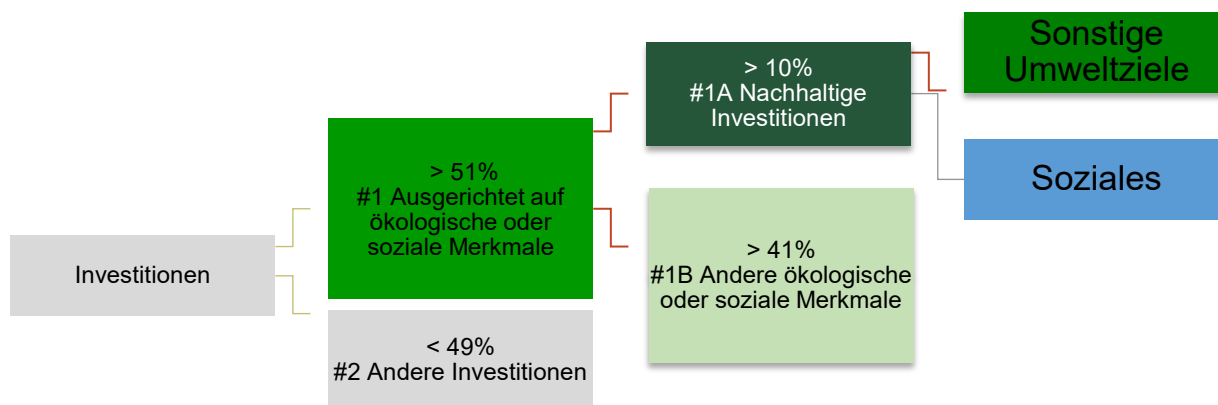 Investitionen
> 51%
#1 Ausgerichtet auf
ökologische oder
soziale Merkmale
< 49%
#2 Andere Investitionen
> 10%
#1A Nachhaltige
Investitionen
> 41%
#1B Andere ökologische
oder soziale Merkmale
Sonstige
Umweltziele
Soziales